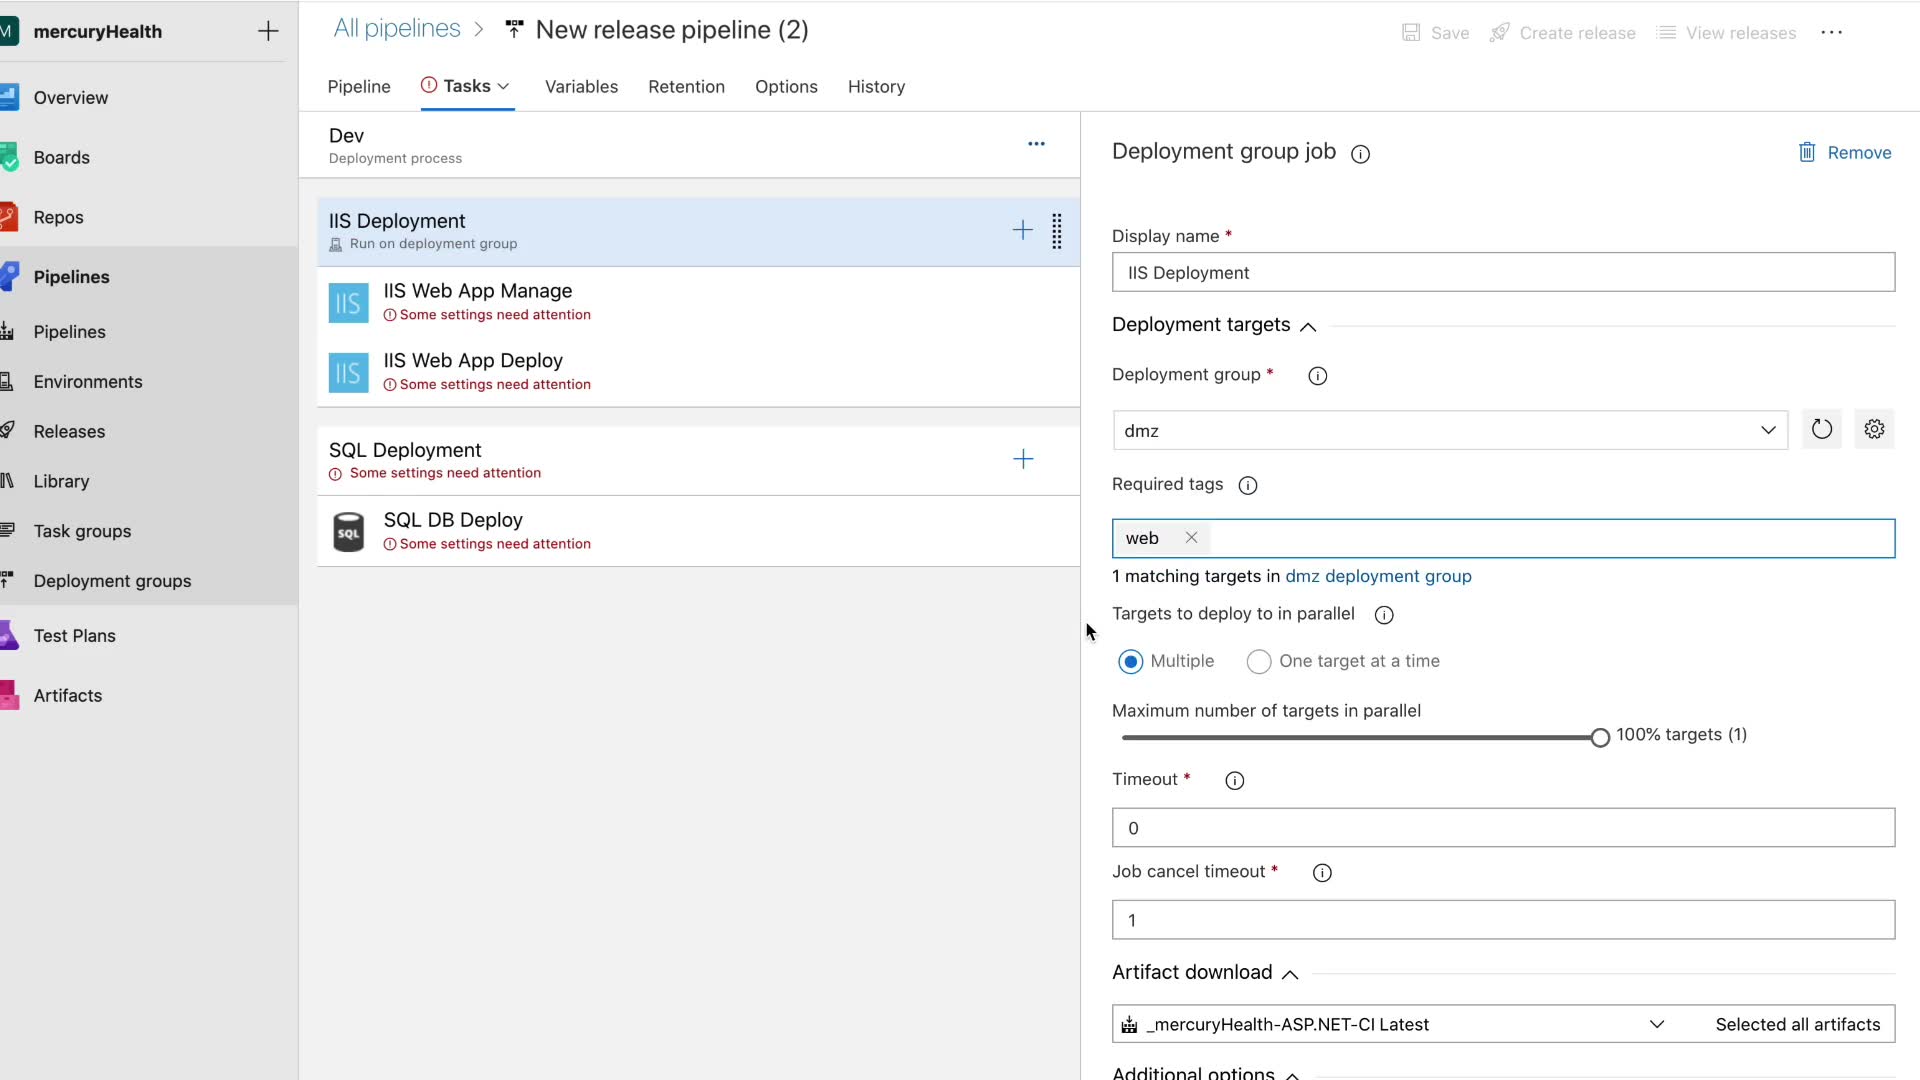 M mercuryHealth
Overview
Boards
Repos
Pipelines
Pipelines
Environments
Releases
Library
Task groups
Deployment groups
Test Plans
Artifacts
All pipelines > New release pipeline (2)
Save Create release View releases ...
Pipeline Tasks Variables Retention Options History
Dev
Deployment process
IIS Deployment
Run on deployment group
IIS IIS Web App Manage
Some settings need attention
IIS IIS Web App Deploy
Some settings need attention
SQL Deployment
Some settings need attention
SQL SQL DB Deploy
Some settings need attention
Deployment group job
Remove
Display name *
IIS Deployment
Deployment targets
Deployment group *
dmz
Required tags
web
1 matching targets in dmz deployment group
Targets to deploy to in parallel
Multiple One target at a time
Maximum number of targets in parallel
100% targets (1)
Timeout *
0
Job cancel timeout *
1
Artifact download
_mercuryHealth-ASP.NET-CI Latest Selected all artifacts
Additional options